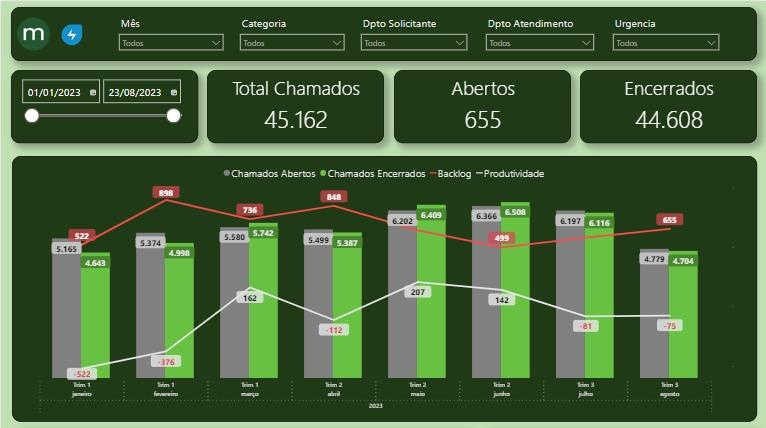 m
Mês
Categoria
Dpto Solicitante
Dpto Atendimento
Urgencia
Todos
Todos
Todos
Todos
Todos
01/01/2023
23/08/2023
Total Chamados
45.162
Abertos
655
Encerrados
44.608
Chamados Abertos
Chamados Encerrados
Backlog
Produtividade
522
898
736
848
499
655
5.165
4.643
5.374
4.998
5.580
5.742
5.499
5.387
6.202
6.409
6.366
6.508
6.197
6.116
4.779
4.704
-522
-376
162
-112
207
142
-81
-75
Trim 1
janeiro
Trim 1
fevereiro
Trim 1
março
Trim 2
abril
Trim 2
maio
Trim 2
junho
Trim 3
julho
Trim 3
agosto
2023